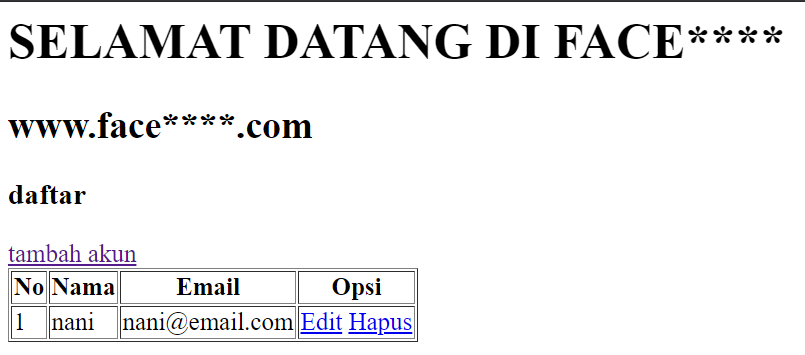 SELAMAT DATANG DI FACE****
www.face****.com
daftar
tambah akun
No Nama Email Opsi
1 nani nani@email.com Edit Hapus